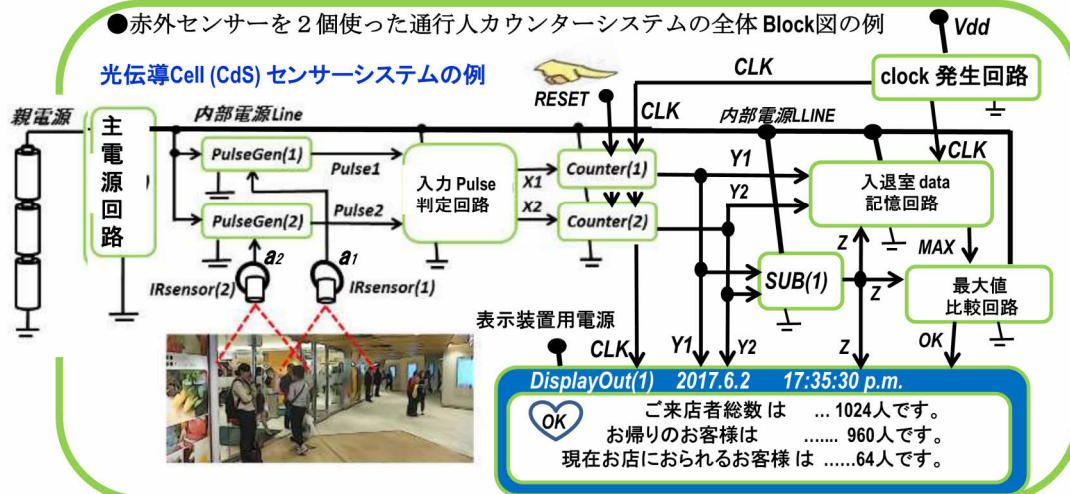 ●赤外センサーを２個使った通行人カウンターシステムの全体 Block図の例
光伝導Cell (CdS) センサーシステムの例
Vdd
clock 発生回路
CLK
RESET
CLK
CLK
親電源
主電源回路
内部電源Line
内部電源LLINE
PulseGen(1)
Pulse1
PulseGen(2)
Pulse2
入力 Pulse
判定回路
X1
X2
Counter(1)
Counter(2)
Y1
Y2
入退室 data
記憶回路
a2
a1
IRsensor(2)
IRsensor(1)
SUB(1)
Z
Z
MAX
最大値
比較回路
表示装置用電源
CLK
Y1
Y2
Z
OK
DisplayOut(1) 2017.6.2 17:35:30 p.m.
OK
ご来店者総数 は ... 1024人です。
お帰りのお客様は ....... 960人です。
現在お店におられるお客様 は ......64人です。